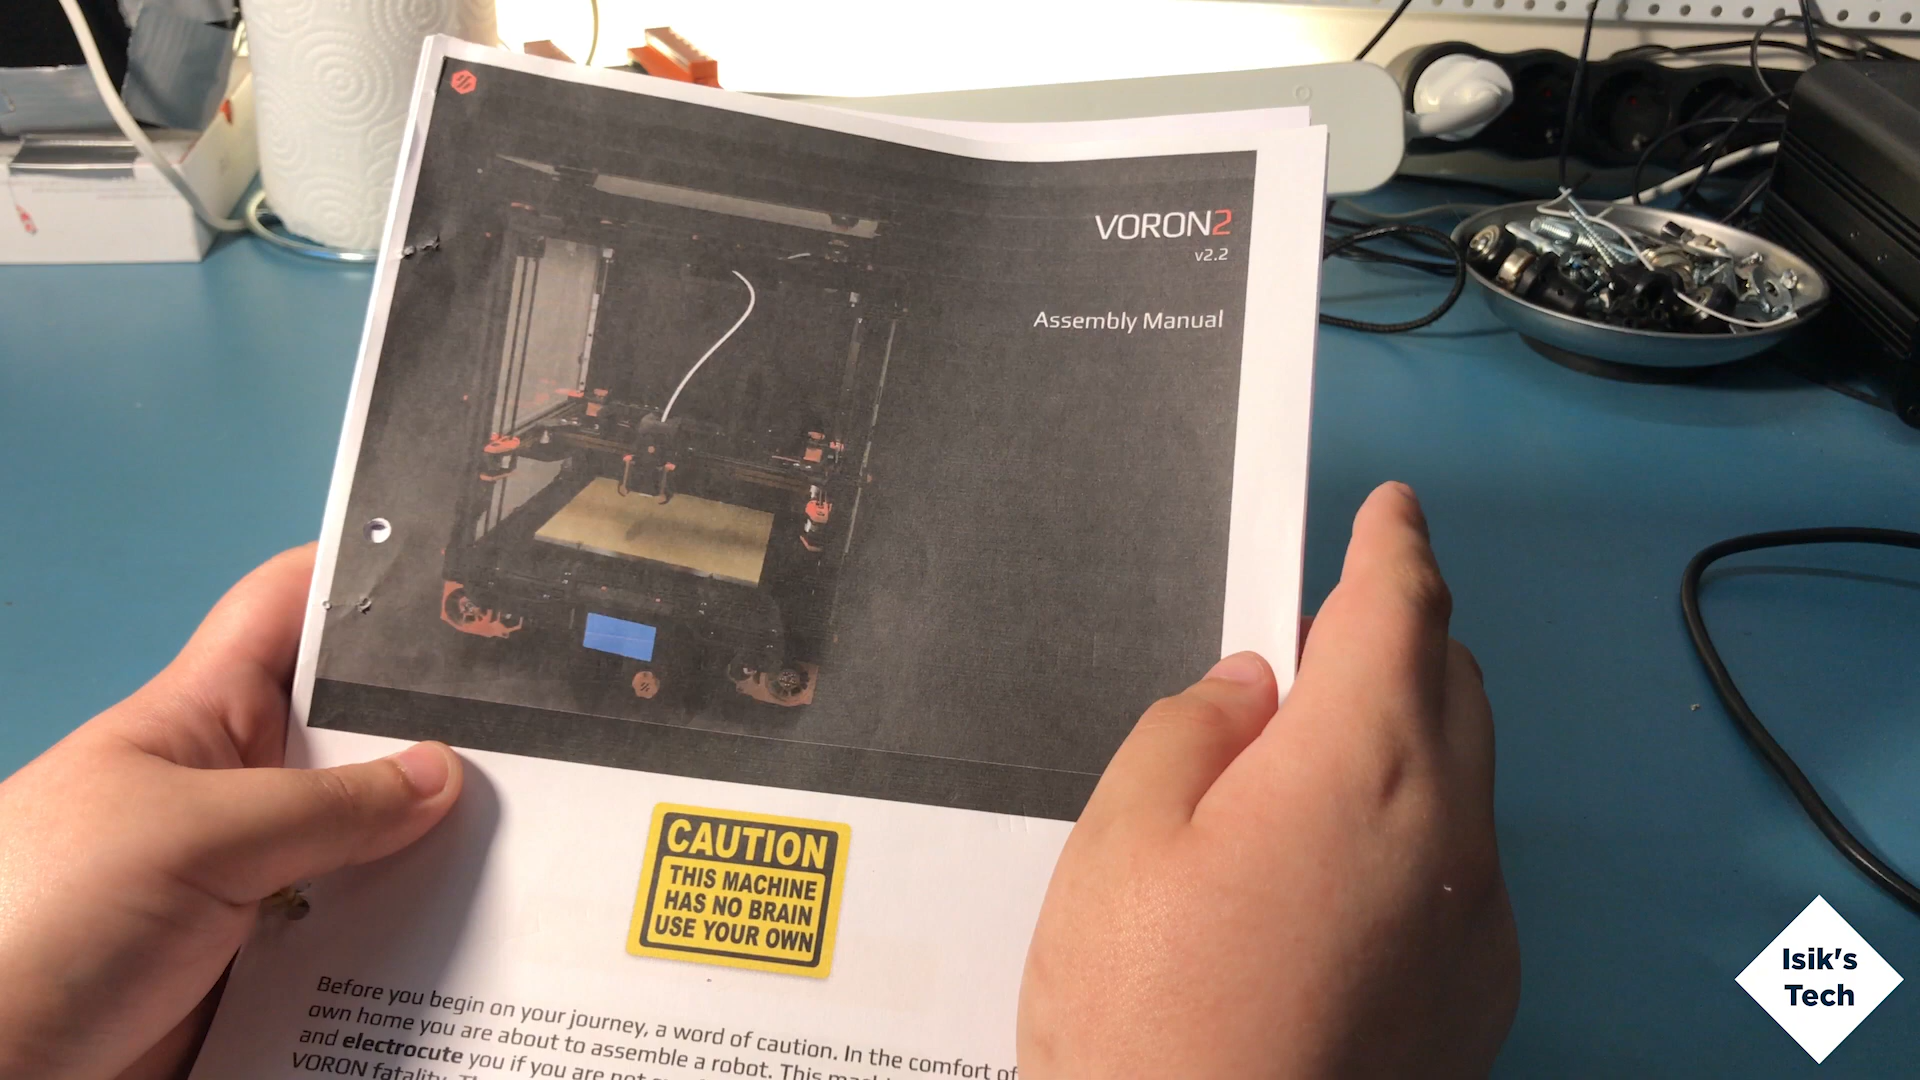 VORON2
v2.2
Assembly Manual
CAUTION
THIS MACHINE
HAS NO BRAIN
USE YOUR OWN
Before you begin on your journey, a word of caution. In the comfort of
own home you are about to assemble a robot. This
and electrocute you if you are not
VORON fatality.
Isik's
Tech